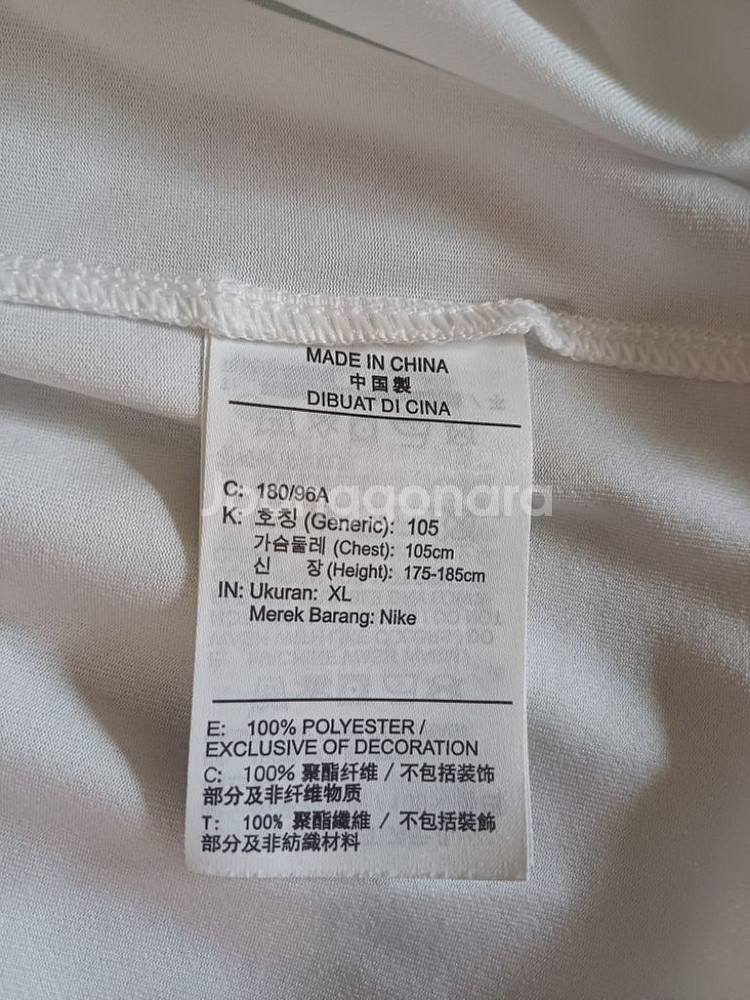 MADE IN CHINA
中国製
DIBUAT DI CINA
C: 180/96A
Joonggonara
K: 호칭 (Generic): 105
가슴둘레 (Chest): 105cm
신 장 (Height): 175-185cm
IN: Ukuran: XL
Merek Barang: Nike
E: 100% POLYESTER /
EXCLUSIVE OF DECORATION
C: 100% 聚酯纤维 / 不包括装饰
部分及非纤维物质
T: 100% 聚酯纖維 / 不包括裝飾
部分及非紡織材料